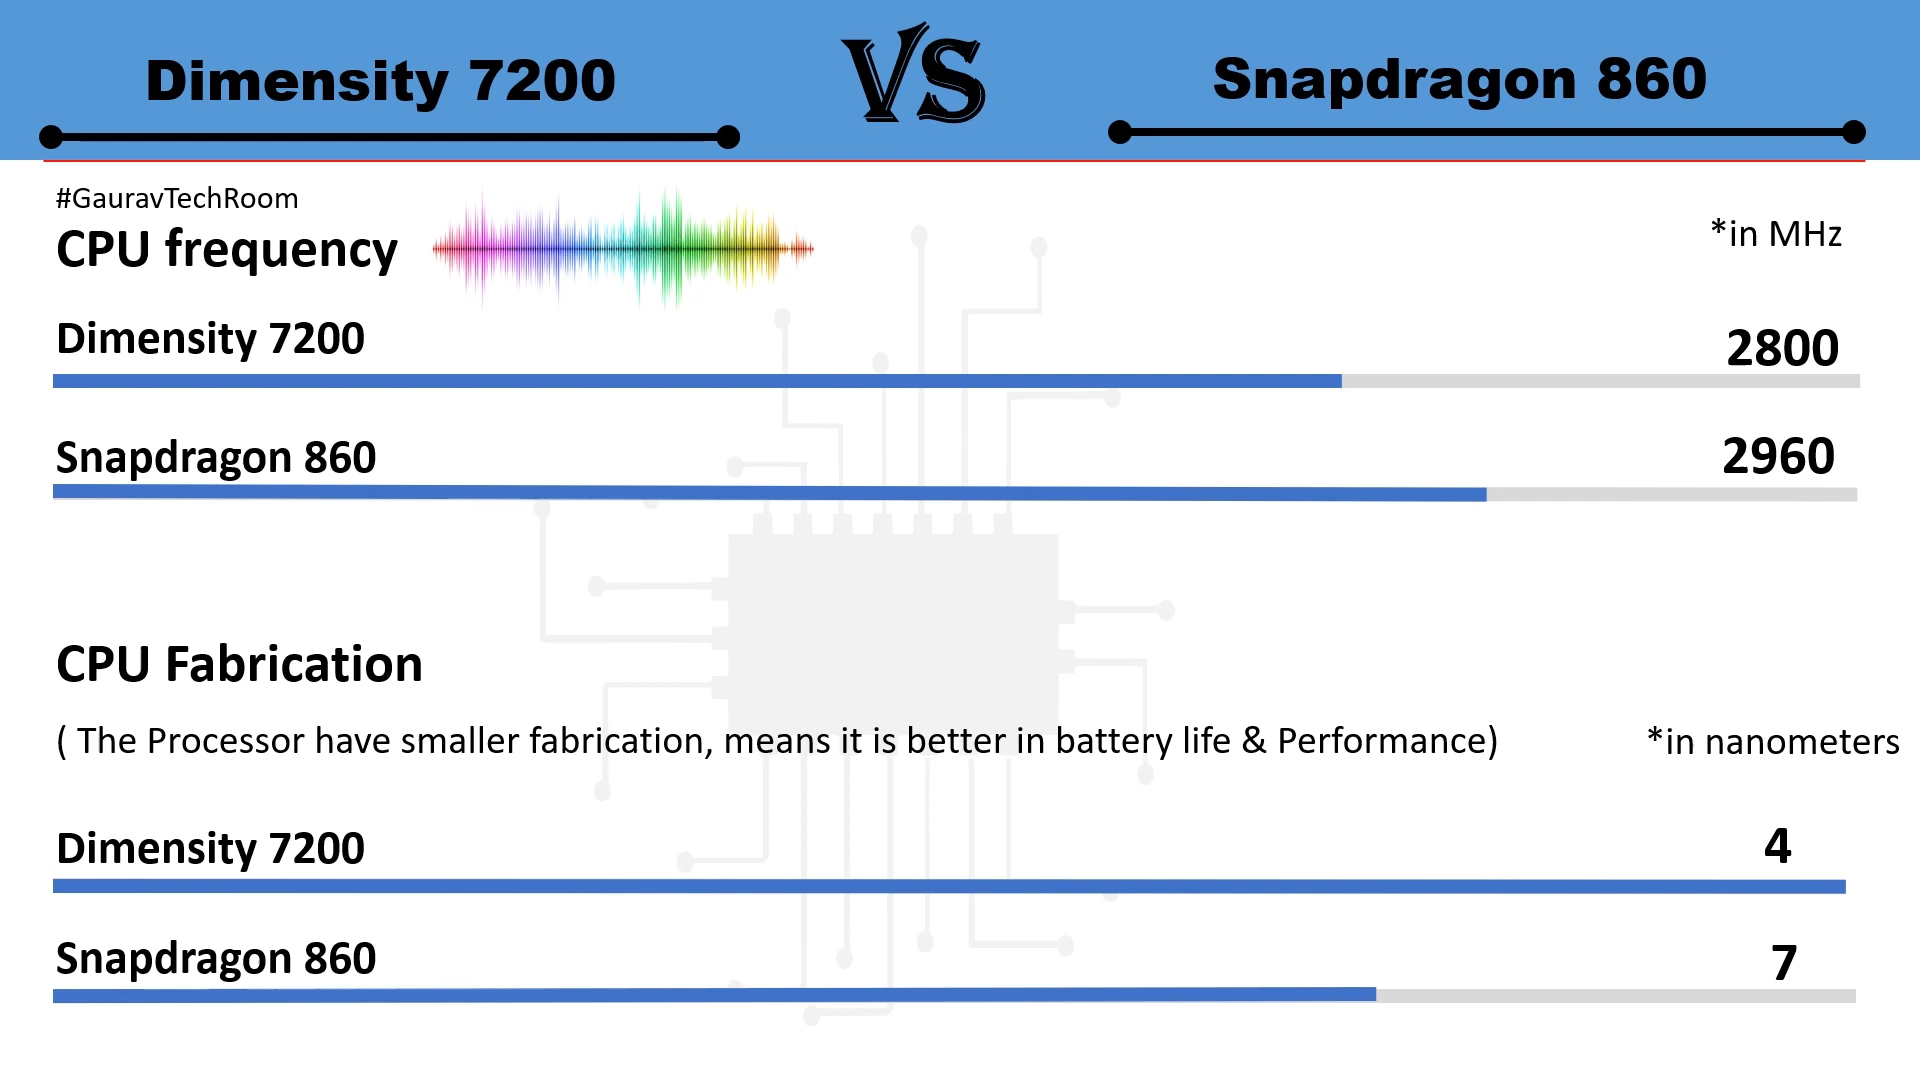 Dimensity 7200
VS
Snapdragon 860
#GauravTechRoom
CPU frequency
*in MHz
Dimensity 7200
2800
Snapdragon 860
2960
CPU Fabrication
( The Processor have smaller fabrication, means it is better in battery life & Performance)
*in nanometers
Dimensity 7200
4
Snapdragon 860
7